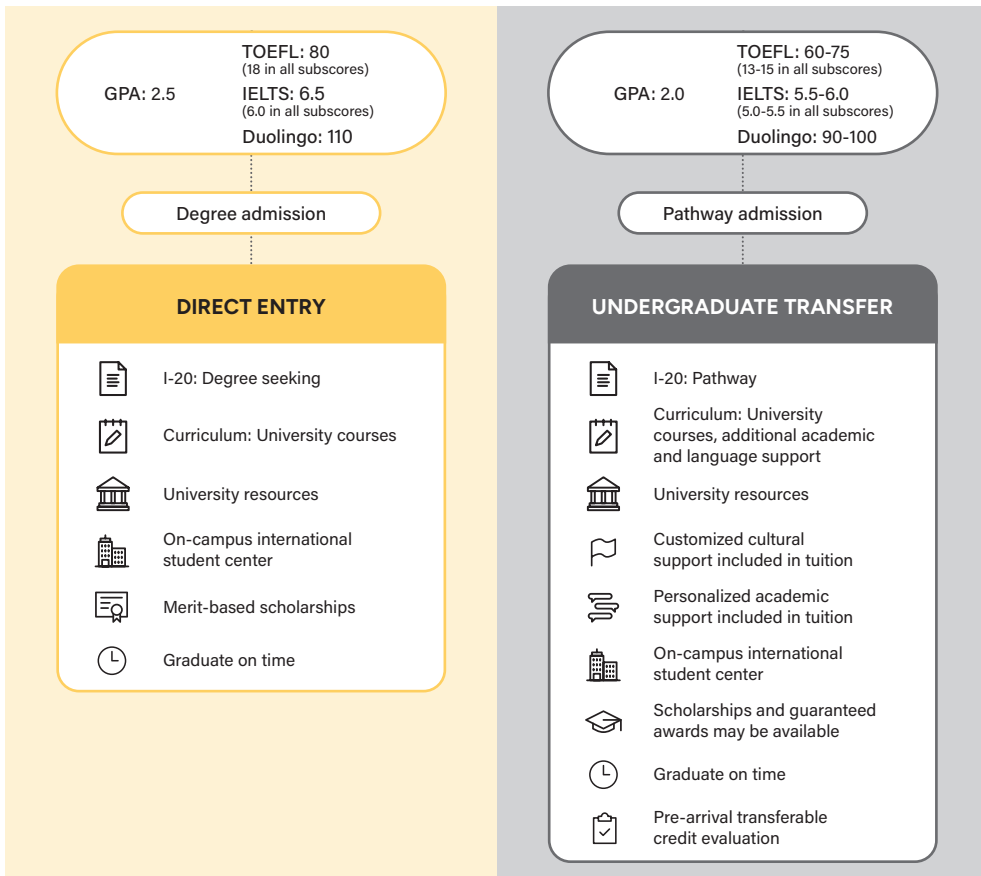 GPA: 2.5
TOEFL: 80
(18 in all subscores)
IELTS: 6.5
(6.0 in all subscores)
Duolingo: 110
Degree admission
DIRECT ENTRY
I-20: Degree seeking
Curriculum: University courses
University resources
On-campus international
student center
Merit-based scholarships
Graduate on time
GPA: 2.0
TOEFL: 60-75
(13-15 in all subscores)
IELTS: 5.5-6.0
(5.0-5.5 in all subscores)
Duolingo: 90-100
Pathway admission
UNDERGRADUATE TRANSFER
I-20: Pathway
Curriculum: University
courses, additional academic
and language support
University resources
Customized cultural
support included in tuition
Personalized academic
support included in tuition
On-campus international
student center
Scholarships and guaranteed
awards may be available
Graduate on time
Pre-arrival transferable
credit evaluation